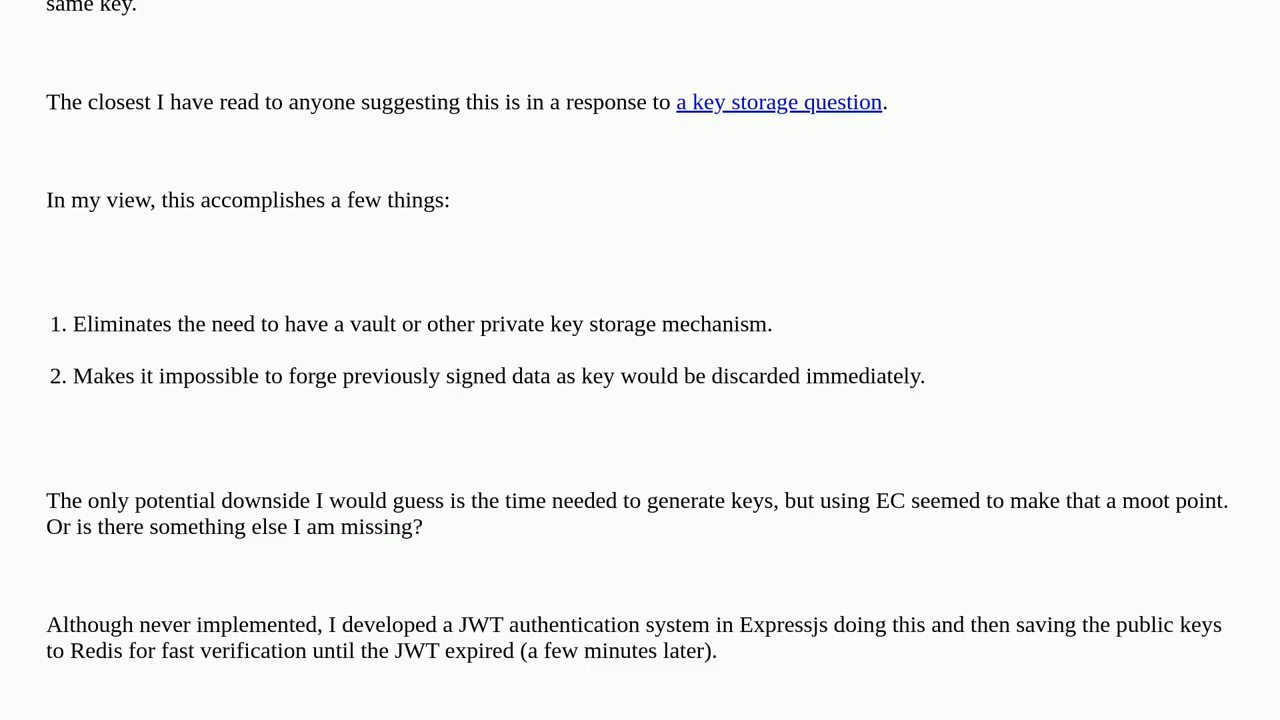 same key.
The closest I have read to anyone suggesting this is in a response to a key storage question.
In my view, this accomplishes a few things:
1. Eliminates the need to have a vault or other private key storage mechanism.
2. Makes it impossible to forge previously signed data as key would be discarded immediately.
The only potential downside I would guess is the time needed to generate keys, but using EC seemed to make that a moot point.
Or is there something else I am missing?
Although never implemented, I developed a JWT authentication system in Expressjs doing this and then saving the public keys
to Redis for fast verification until the JWT expired (a few minutes later).